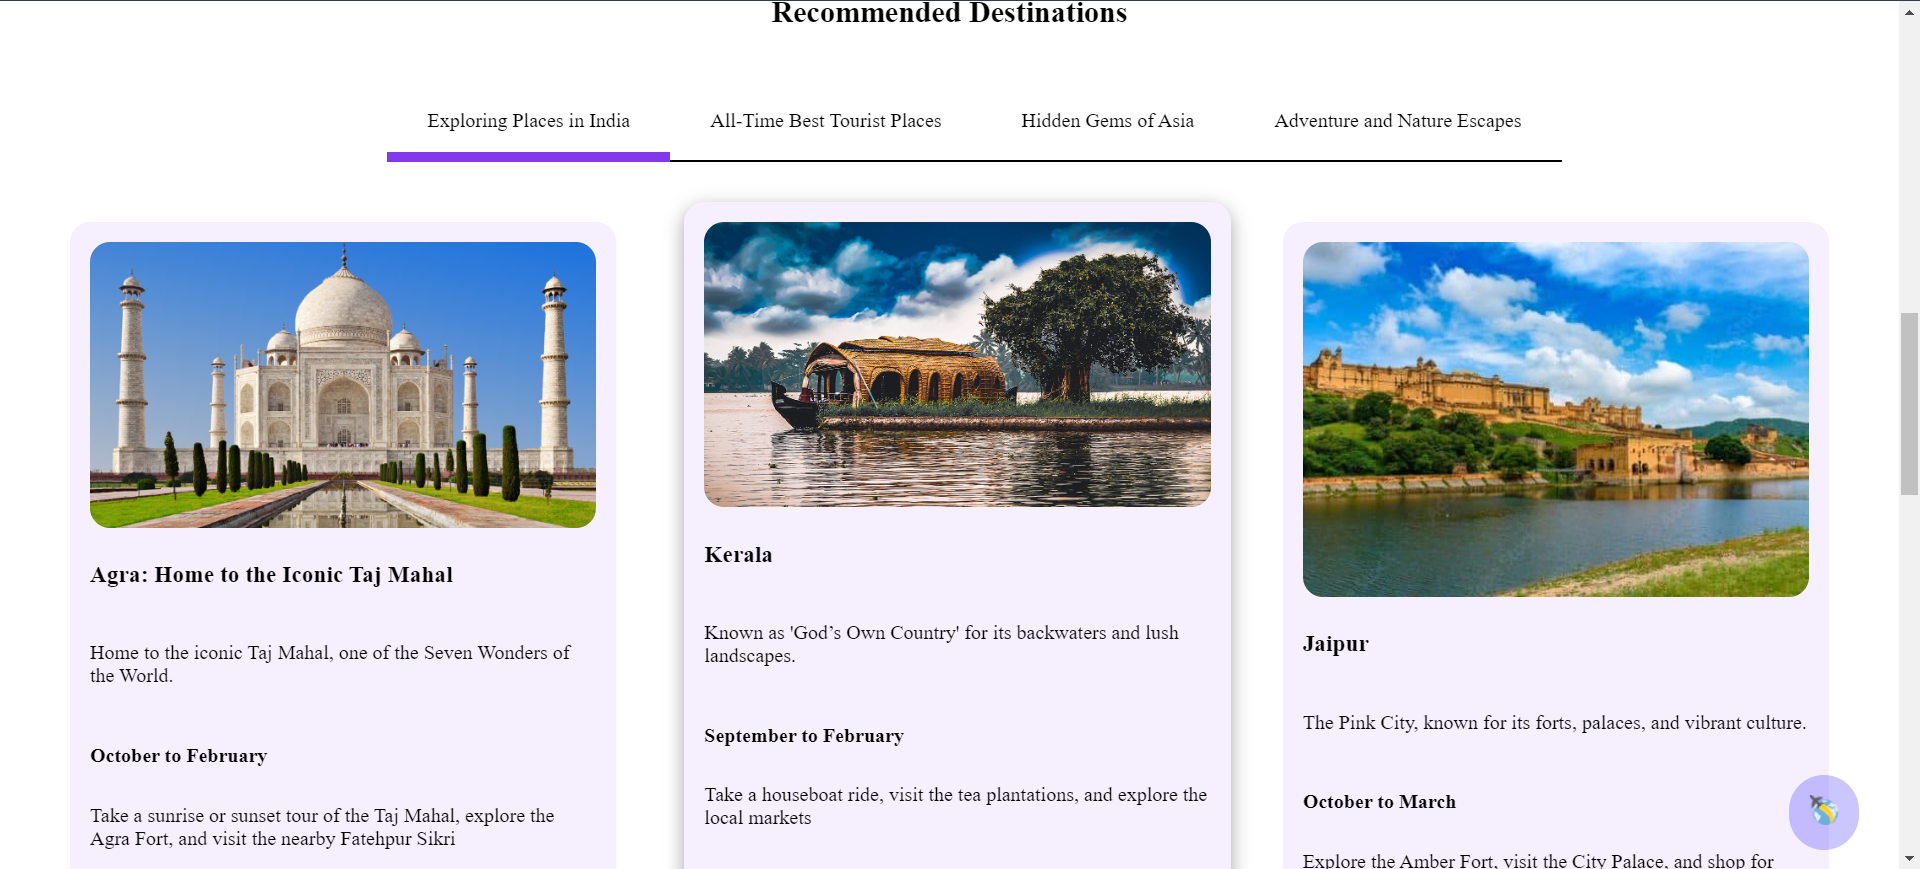 Recommended Destinations
Exploring Places in India
All-Time Best Tourist Places
Hidden Gems of Asia
Adventure and Nature Escapes
Agra: Home to the Iconic Taj Mahal
Home to the iconic Taj Mahal, one of the Seven Wonders of
the World.
October to February
Take a sunrise or sunset tour of the Taj Mahal, explore the
Agra Fort, and visit the nearby Fatehpur Sikri
Kerala
Known as 'God’s Own Country' for its backwaters and lush
landscapes.
September to February
Take a houseboat ride, visit the tea plantations, and explore the
local markets
Jaipur
The Pink City, known for its forts, palaces, and vibrant culture.
October to March
Explore the Amber Fort, visit the City Palace, and shop for